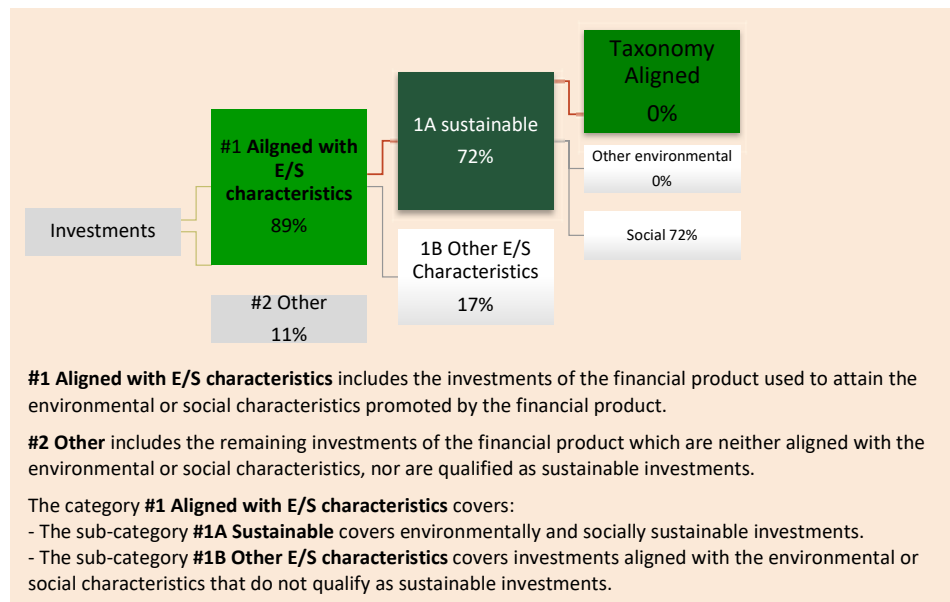 Taxonomy
Aligned
0%
1A sustainable
72%
#1 Ailgned with
E/S
characteristics
89%
Other environmental
0%
Investments
Social 72%
1B Other E/S
Characteristics
17%
#2 Other
11%
#1 Aligned with E/S characteristics includes the investments of the financial product used to attain the
environmental or social characteristics promoted by the financial product.
#2 Other includes the remaining investments of the financial product which are neither aligned with the
environmental or social characteristics, nor are qualified as sustainable investments.
The category #1 Aligned with E/S characteristics covers:
- The sub-category #1A Sustainable covers environmentally and socially sustainable investments.
- The sub-category #1B Other E/S characteristics covers investments aligned with the environmental or
social characteristics that do not qualify as sustainable investments.